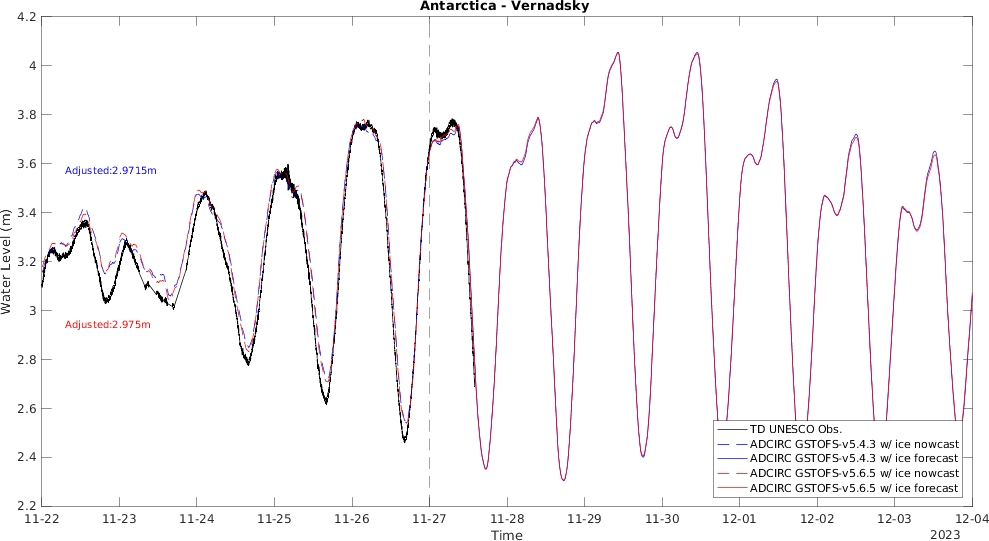 Antarctica - Vernadsky
4.2
4
3.8
3.6
3.4
3.2
3
2.8
2.6
2.4
2.2
Water Level (m)
Adjusted:2.9715m
Adjusted:2.975m
TD UNESCO Obs.
ADCIRC GSTOFS-v5.4.3 w/ ice nowcast
ADCIRC GSTOFS-v5.4.3 w/ ice forecast
ADCIRC GSTOFS-v5.6.5 w/ ice nowcast
ADCIRC GSTOFS-v5.6.5 w/ ice forecast
11-22 11-23 11-24 11-25 11-26 11-27 11-28 11-29 11-30 12-01 12-02 12-03 12-04
Time
2023